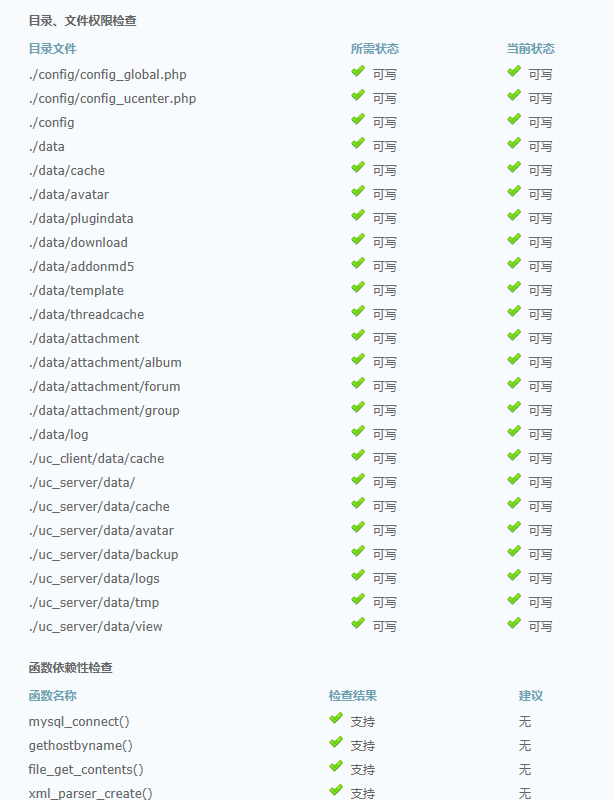 目录、文件权限检查
目录文件 所需状态 当前状态
./config/config_global.php 可写 可写
./config/config_ucenter.php 可写 可写
./config 可写 可写
./data 可写 可写
./data/cache 可写 可写
./data/avatar 可写 可写
./data/plugindata 可写 可写
./data/download 可写 可写
./data/addonmd5 可写 可写
./data/template 可写 可写
./data/threadcache 可写 可写
./data/attachment 可写 可写
./data/attachment/album 可写 可写
./data/attachment/forum 可写 可写
./data/attachment/group 可写 可写
./data/log 可写 可写
./uc_client/data/cache 可写 可写
./uc_server/data/ 可写 可写
./uc_server/data/cache 可写 可写
./uc_server/data/avatar 可写 可写
./uc_server/data/backup 可写 可写
./uc_server/data/logs 可写 可写
./uc_server/data/tmp 可写 可写
./uc_server/data/view 可写 可写
函数依赖性检查
函数名称 检查结果 建议
mysql_connect() 支持 无
gethostbyname() 支持 无
file_get_contents() 支持 无
xml_parser_create() 支持 无